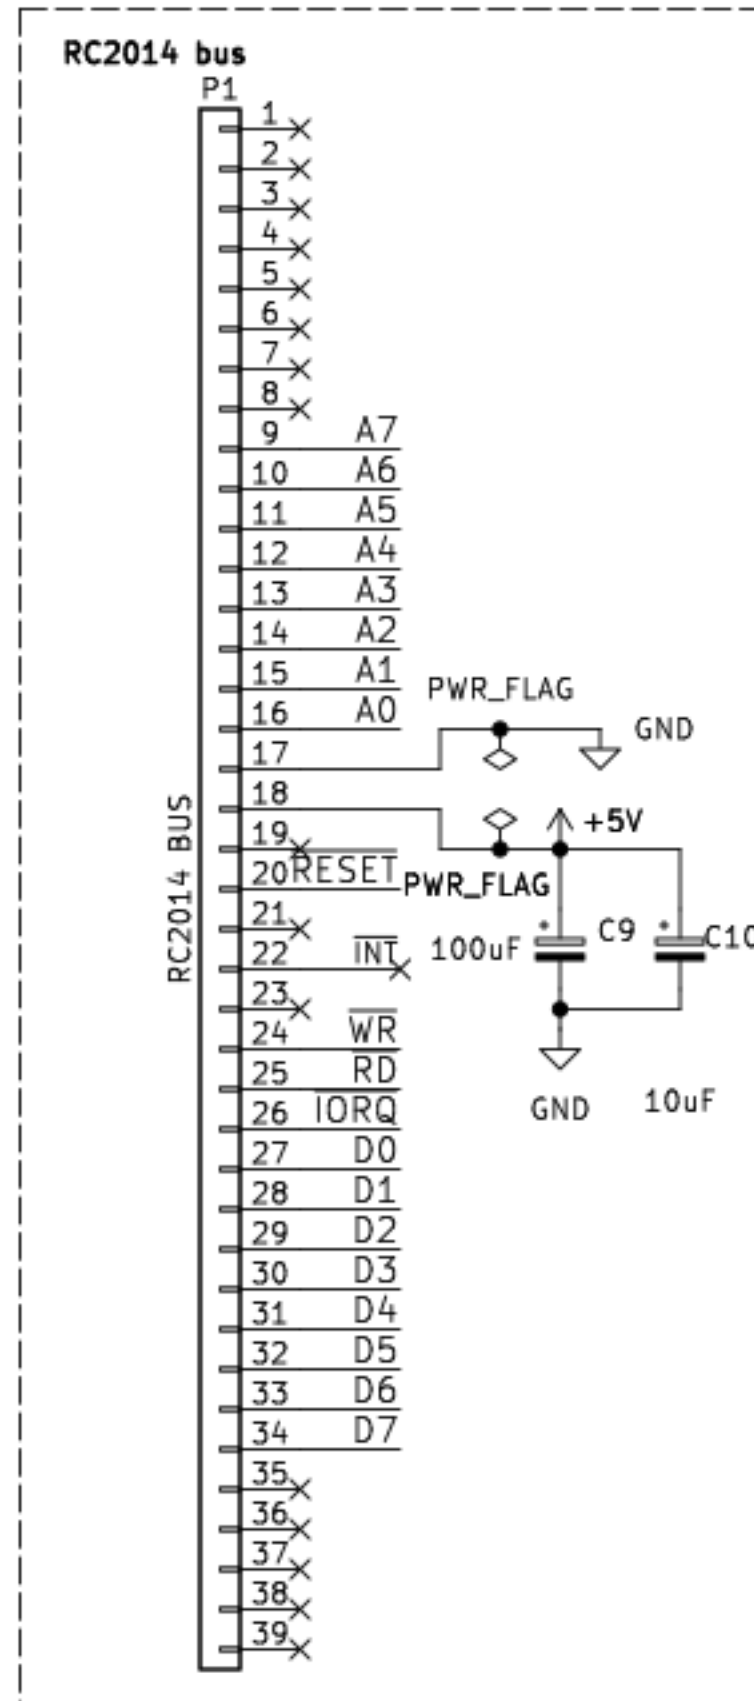 RC2014 bus
P1
1
2
3
4
5
6
7
8
9 A7
10 A6
11 A5
12 A4
13 A3
14 A2
15 A1
16 A0
PWR_FLAG
GND
17
18
+5V
19
20 RESET
PWR_FLAG
RC2014 BUS
21
22 INT
100uF
C9
C10
23
24 WR
25 RD
26 IORQ
GND
10uF
27 D0
28 D1
29 D2
30 D3
31 D4
32 D5
33 D6
34 D7
35
36
37
38
39